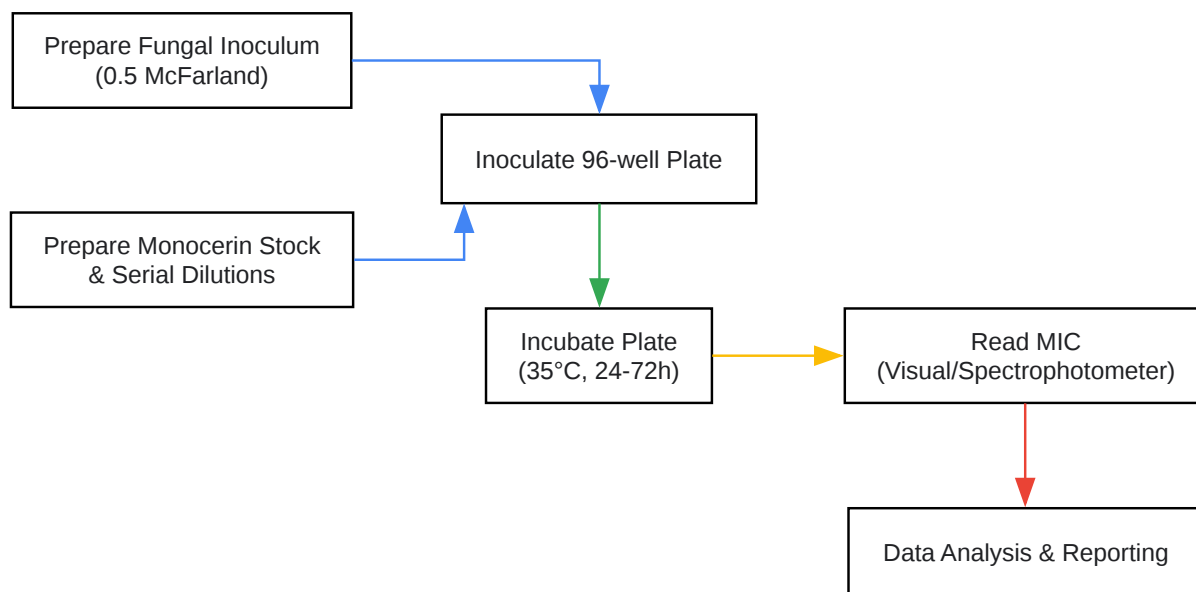 Prepare Fungal Inoculum
(0.5 McFarland)
Inoculate 96-well Plate
Prepare Monocerin Stock
& Serial Dilutions
Incubate Plate
(35°C, 24-72h)
Read MIC
(Visual/Spectrophotometer)
Data Analysis & Reporting